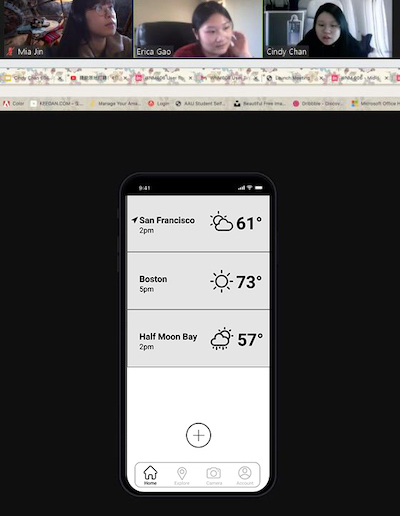 Mia Jin
Erica Gao
Cindy Chan
Launch Meeting
Color
Manage Your Ama...
Login
AAU Student Self...
Beautiful Free Ima...
Dribbble - Discov...
Microsoft Office H
9:41
San Francisco
2pm
61°
Boston
5pm
73°
Half Moon Bay
2pm
57°
Home
Explore
Camera
Account